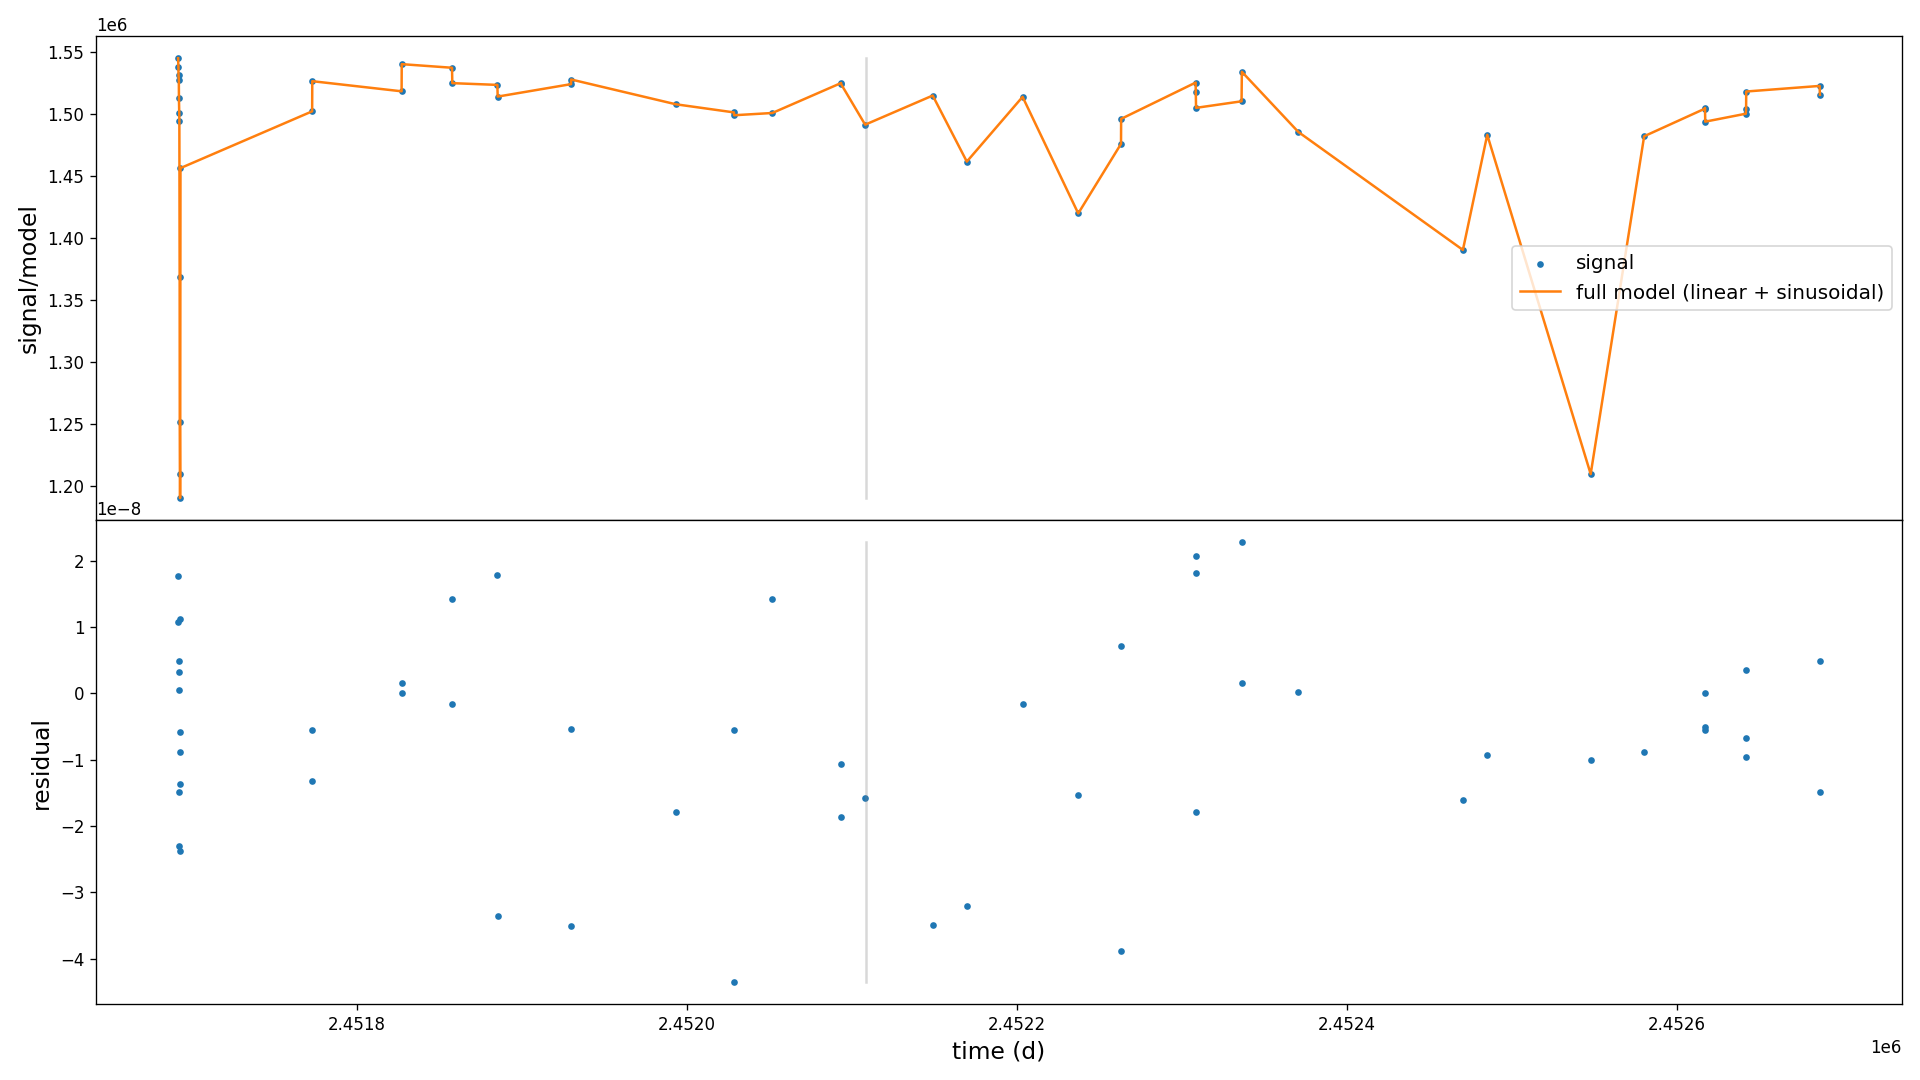 1e6
1.55
1.50
1.45
1.40
1.35
1.30
1.25
1.20
signal/model
signal
full model (linear + sinusoidal)
1e−8
2
1
0
−1
−2
−3
−4
residual
2.4518
2.4520
2.4522
2.4524
2.4526
time (d)
1e6